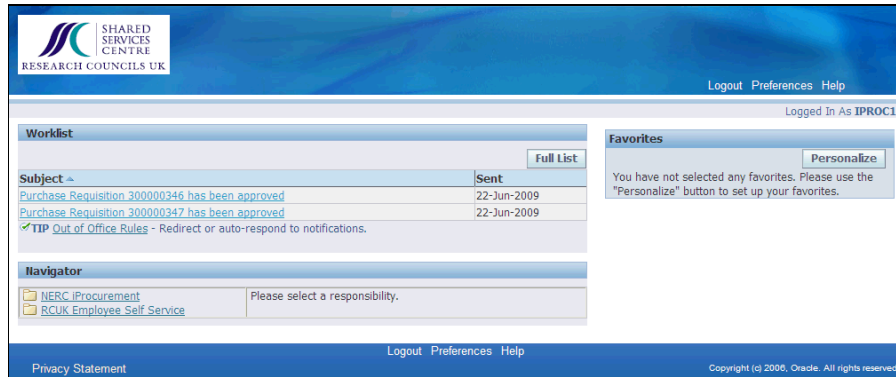 SHARED
SERVICES
CENTRE
RESEARCH COUNCILS UK
Logout Preferences Help
Logged In As IPROC1
Worklist
Full List
Subject Sent
Purchase Requisition 300000346 has been approved 22-Jun-2009
Purchase Requisition 300000347 has been approved 22-Jun-2009
TIP Out of Office Rules - Redirect or auto-respond to notifications.
Favorites
Personalize
You have not selected any favorites. Please use the
"Personalize" button to set up your favorites.
Navigator
NERC iProcurement Please select a responsibility.
RCUK Employee Self Service
Logout Preferences Help
Privacy Statement Copyright (c) 2006, Oracle. All rights reserve